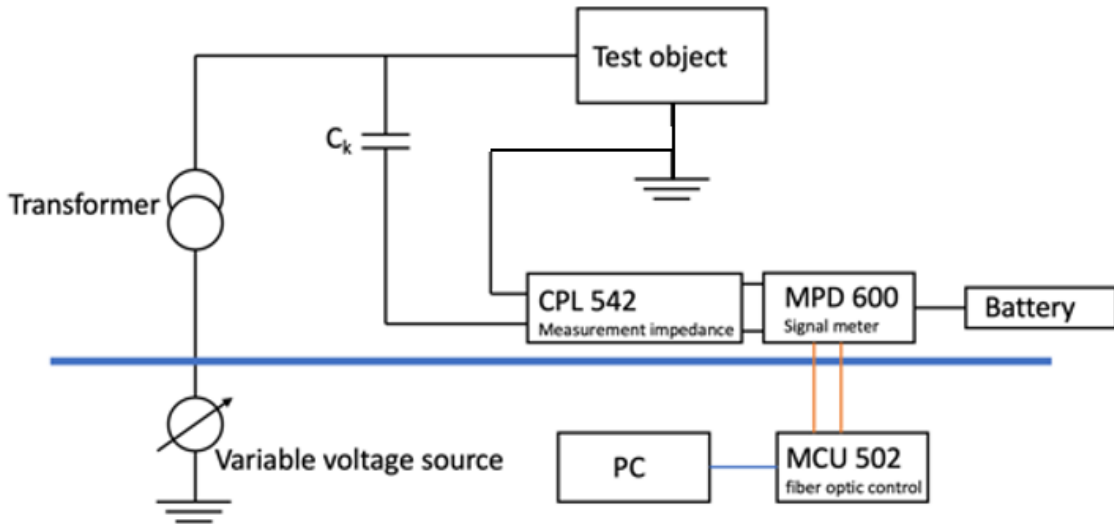 Test object
Ck
Transformer
CPL 542
Measurement impedance
MPD 600
Signal meter
Battery
Variable voltage source
PC
MCU 502
fiber optic control